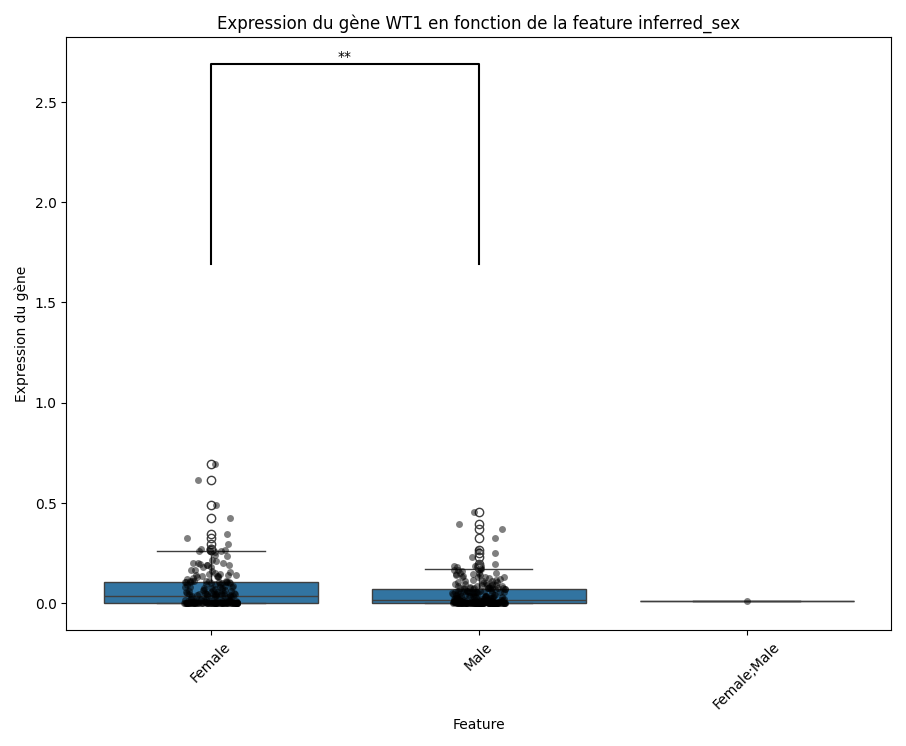 Expression du gène WT1 en fonction de la feature inferred_sex
**
2.5
2.0
1.5
1.0
0.5
0.0
Expression du gène
Female
Male
Female;Male
Feature